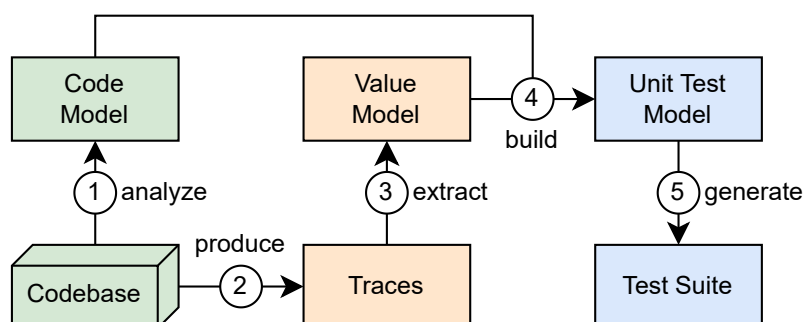 Code
Model
Value
Model
4
build
Unit Test
Model
1 analyze
3 extract
5 generate
produce
Codebase
2
Traces
Test Suite